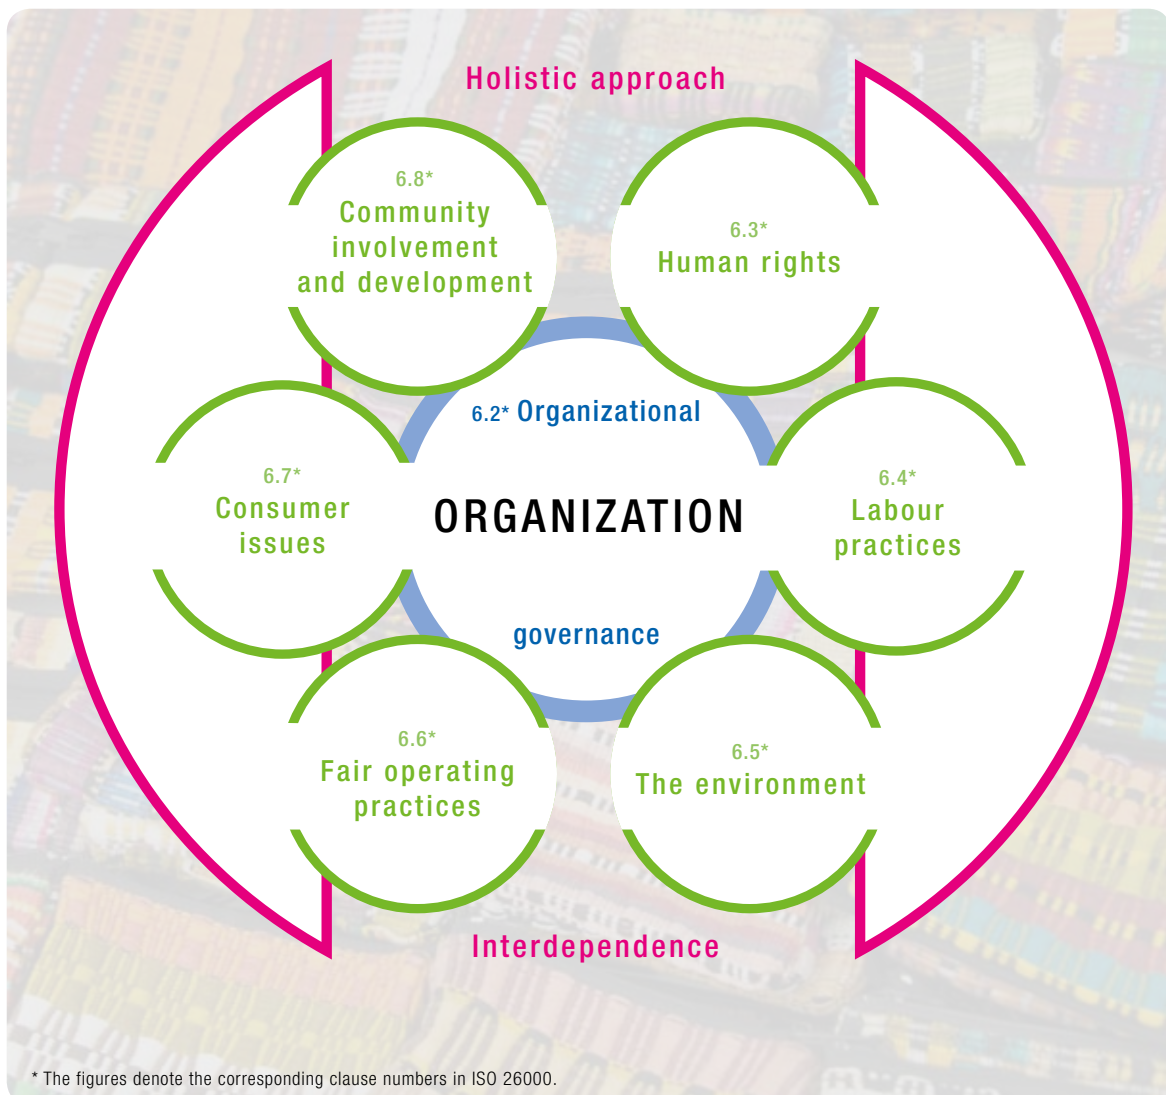 Holistic approach
6.8*
Community
involvement
and development
6.3*
Human rights
6.2* Organizational
ORGANIZATION
governance
6.7*
Consumer
issues
6.4*
Labour
practices
6.6*
Fair operating
practices
6.5*
The environment
Interdependence
* The figures denote the corresponding clause numbers in ISO 26000.